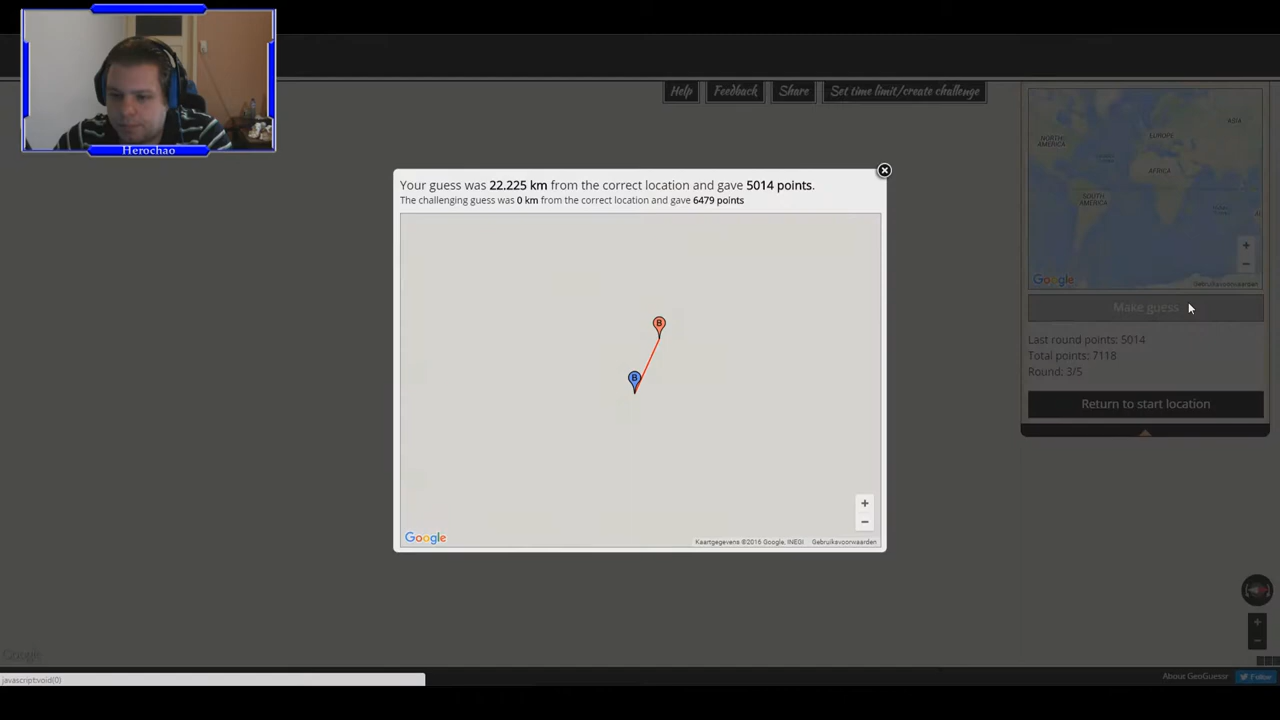 Herochao
Help
Feedback
Share
Set time limit/create challenge
Your guess was 22.225 km from the correct location and gave 5014 points.
The challenging guess was 0 km from the correct location and gave 6479 points
B
B
Google
Kaartgegevens ©2016 Google, INEGI
Gebruiksvoorwaarden
NORTH
AMERICA
EUROPE
ASIA
AFRICA
SOUTH
AMERICA
Google
Gebruiksvoorwaarden
Make guess
Last round points: 5014
Total points: 7118
Round: 3/5
Return to start location
Google
javascript:void(0)
About GeoGuessr
Follow